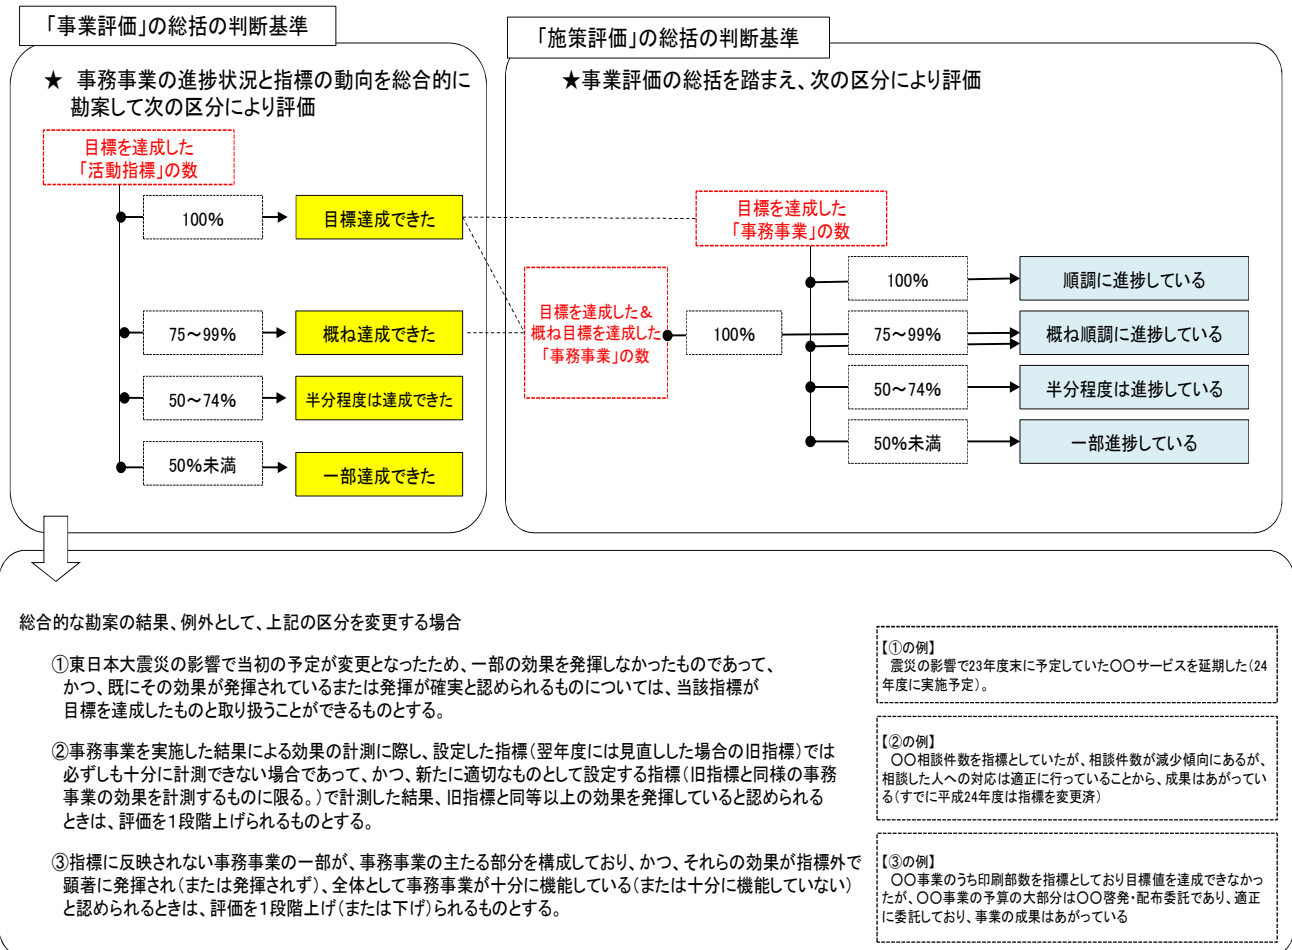 「事業評価」の総括の判断基準
★ 事務事業の進捗状況と指標の動向を総合的に
勘案して次の区分により評価
目標を達成した
「活動指標」の数
100%
目標達成できた
75～99%
概ね達成できた
50～74%
半分程度は達成できた
50%未満
一部達成できた
「施策評価」の総括の判断基準
★事業評価の総括を踏まえ、次の区分により評価
目標を達成した
「事務事業」の数
目標を達成した&
概ね目標を達成した
「事務事業」の数
100%
100%
順調に進捗している
75～99%
概ね順調に進捗している
50～74%
半分程度は進捗している
50%未満
一部進捗している
総合的な勘案の結果、例外として、上記の区分を変更する場合
①東日本大震災の影響で当初の予定が変更となったため、一部の効果を発揮しなかったものであって、
かつ、既にその効果が発揮されているまたは発揮が確実と認められるものについては、当該指標が
目標を達成したものと取り扱うことができるものとする。
②事務事業を実施した結果による効果の計測に際し、設定した指標(翌年度には見直しした場合の旧指標)では
必ずしも十分に計測できない場合であって、かつ、新たに適切なものとして設定する指標(旧指標と同様の事務
事業の効果を計測するものに限る。)で計測した結果、旧指標と同等以上の効果を発揮していると認められる
ときは、評価を1段階上げられるものとする。
③指標に反映されない事務事業の一部が、事務事業の主たる部分を構成しており、かつ、それらの効果が指標外で
顕著に発揮され(または発揮されず)、全体として事務事業が十分に機能している(または十分に機能していない)
と認められるときは、評価を1段階上げ(または下げ)られるものとする。
【①の例】
震災の影響で23年度末に予定していた〇〇サービスを延期した(24
年度に実施予定)。
【②の例】
〇〇相談件数を指標としていたが、相談件数が減少傾向にあるが、
相談した人への対応は適正に行っていることから、成果はあがってい
る(すでに平成24年度は指標を変更済)
【③の例】
〇〇事業のうち印刷部数を指標としており目標値を達成できなかっ
たが、〇〇事業の予算の大部分は〇〇啓発・配布委託であり、適正
に委託しており、事業の成果はあがっている